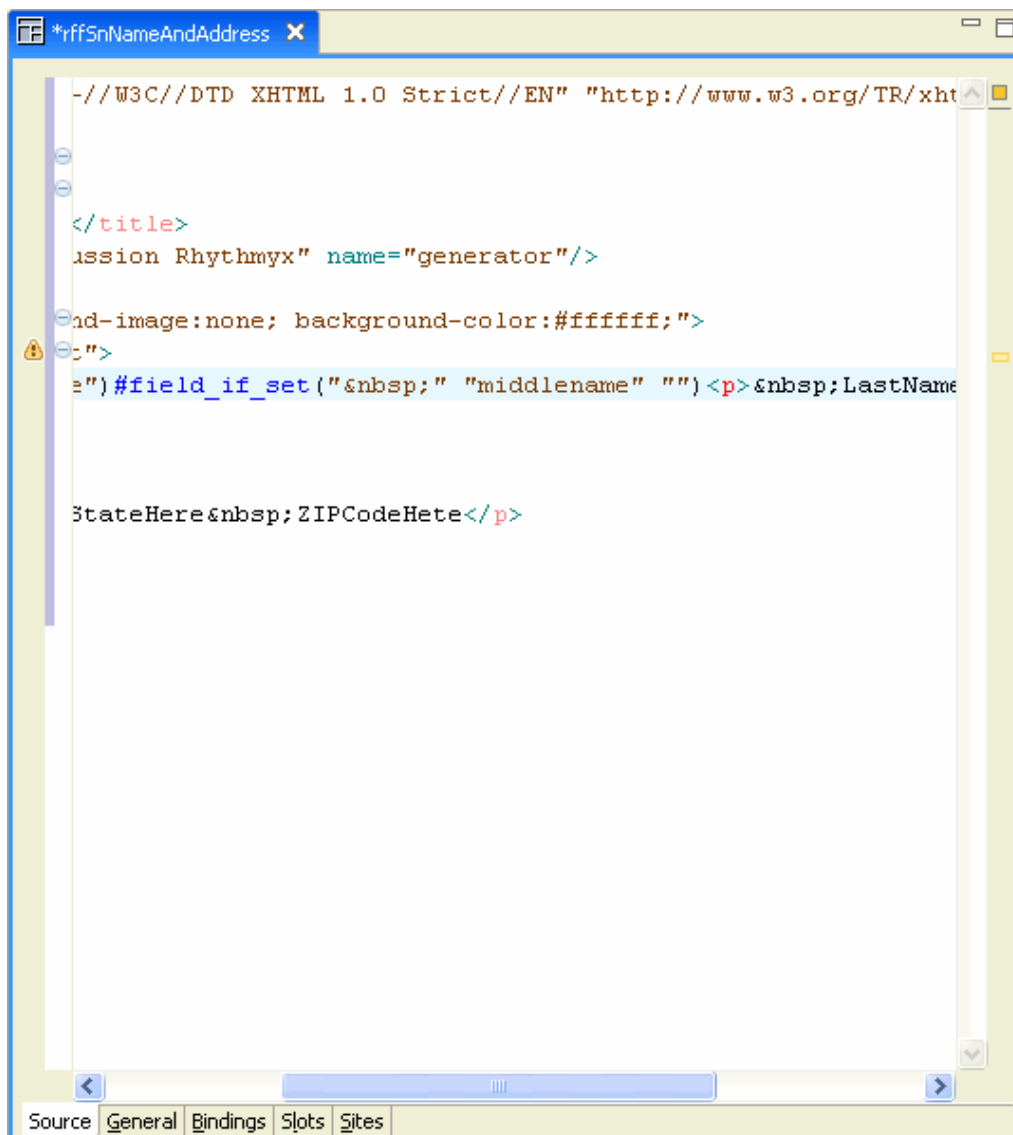 *rffSnNameAndAddress
-//W3C//DTD XHTML 1.0 Strict//EN" "http://www.w3.org/TR/xht
</title>
ussion Rhythmyx" name="generator"/>
nd-image:none; background-color:#ffffff;">
t">
e")#field_if_set("&nbsp;" "middlename" "")<p>&nbsp;LastName
StateHere&nbsp;ZIPCodeHete</p>
Source General Bindings Slots Sites